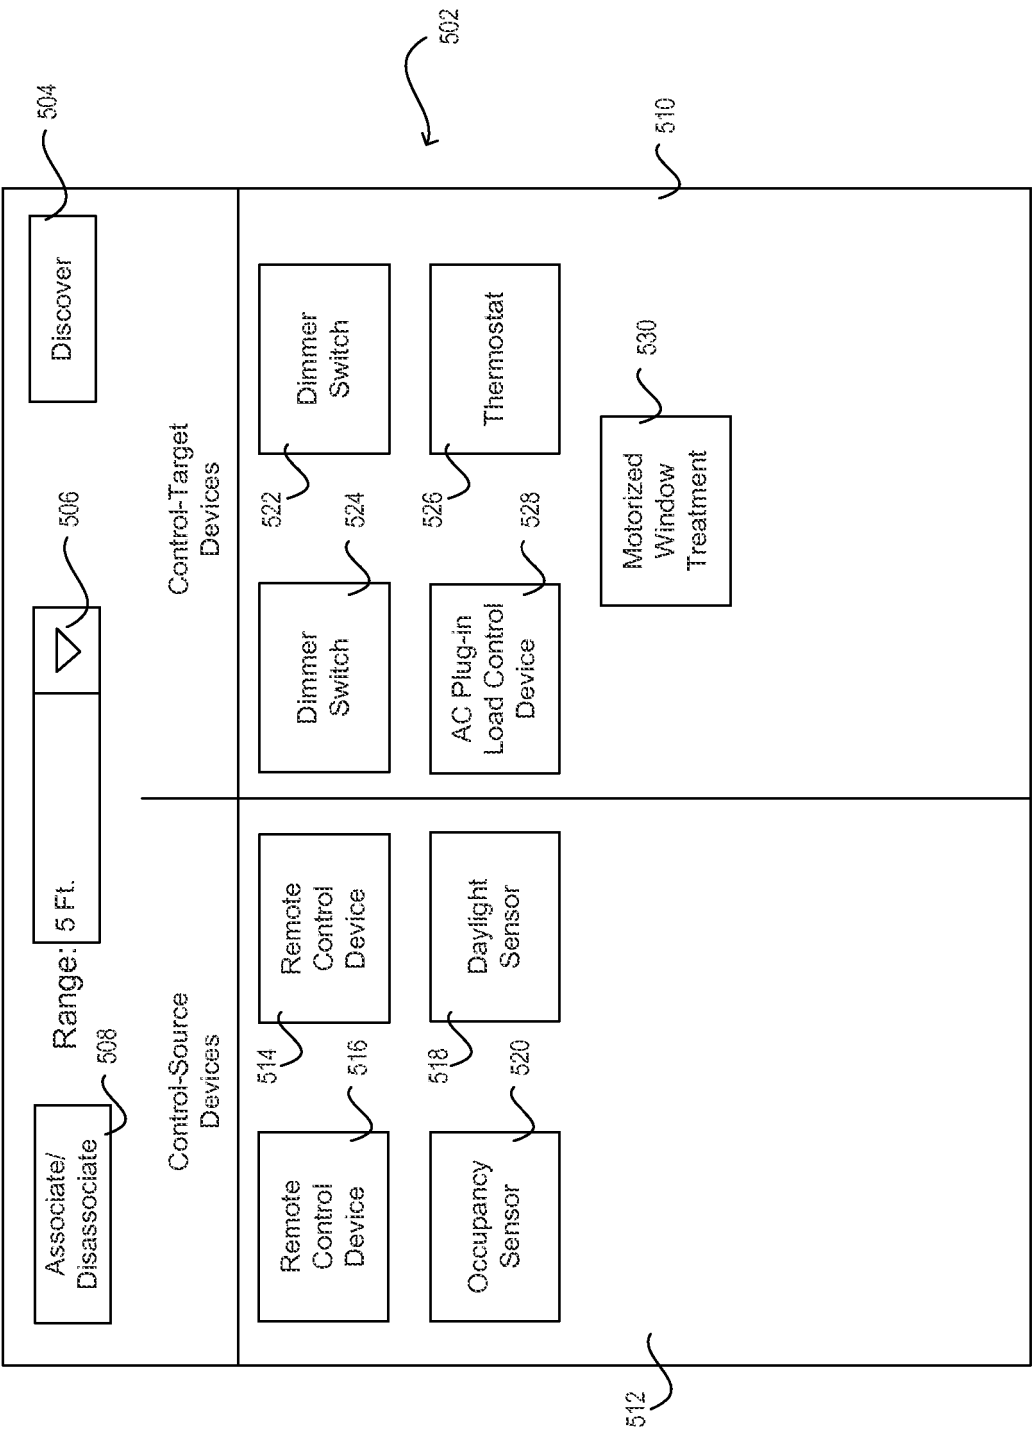 502
504
Discover
506
Range:
5 Ft.
508
Associate/
Disassociate
Control-Source
Devices
Control-Target
Devices
Remote
Control
Device
516
514
Remote
Control
Device
Dimmer
Switch
524
522
Dimmer
Switch
Occupancy
Sensor
520
518
Daylight
Sensor
AC Plug-in
Load Control
Device
528
526
Thermostat
Motorized
Window
Treatment
530
510
512